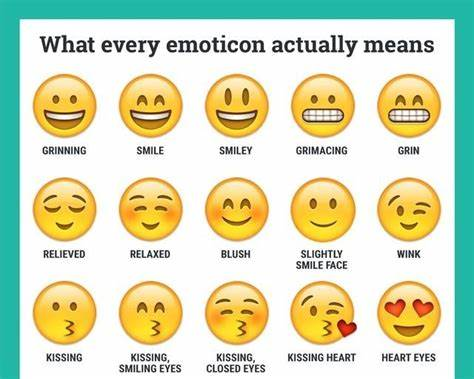 What every emoticon actually means
GRINNING SMILE SMILEY GRIMACING GRIN
RELIEVED RELAXED BLUSH SLIGHTLY SMILE FACE WINK
KISSING KISSING, SMILING EYES KISSING, CLOSED EYES KISSING HEART HEART EYES